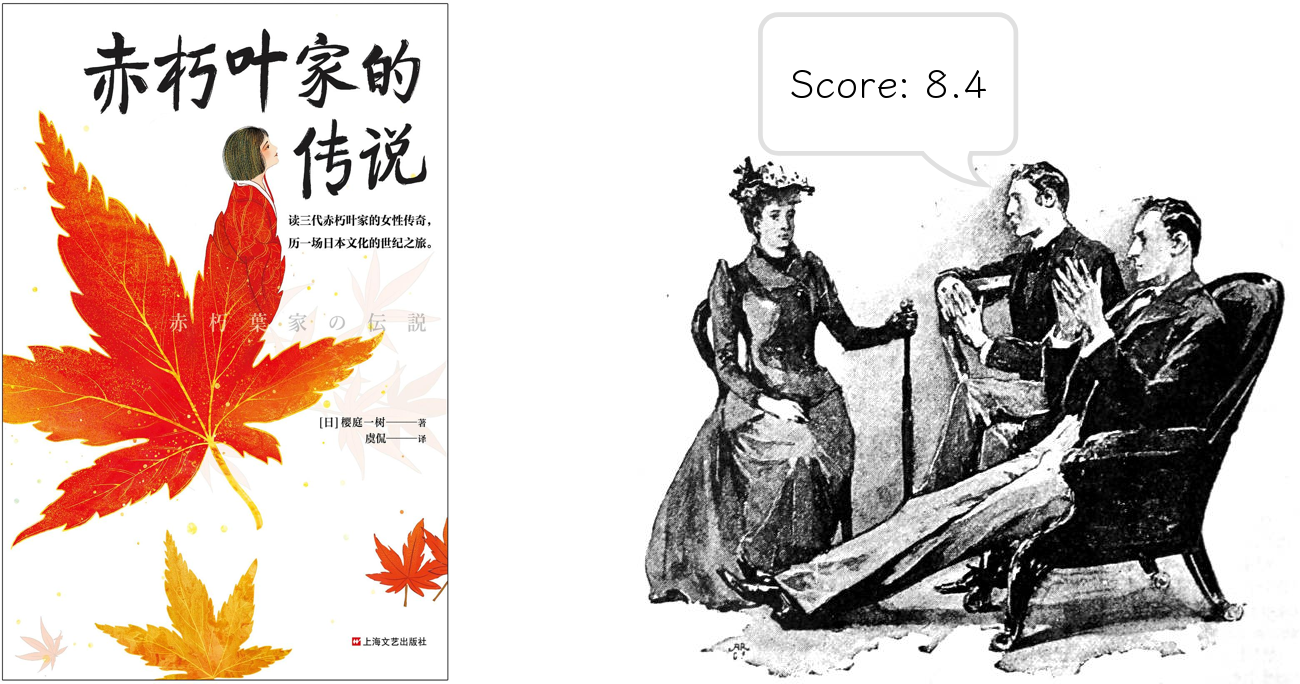 赤朽叶家的
传说
读三代赤朽叶家的女性传奇,
历一场日本文化的世纪之旅。
赤朽葉家の伝説
[日] 樱庭一树——著
虞侃——译
上海文艺出版社
Score: 8.4